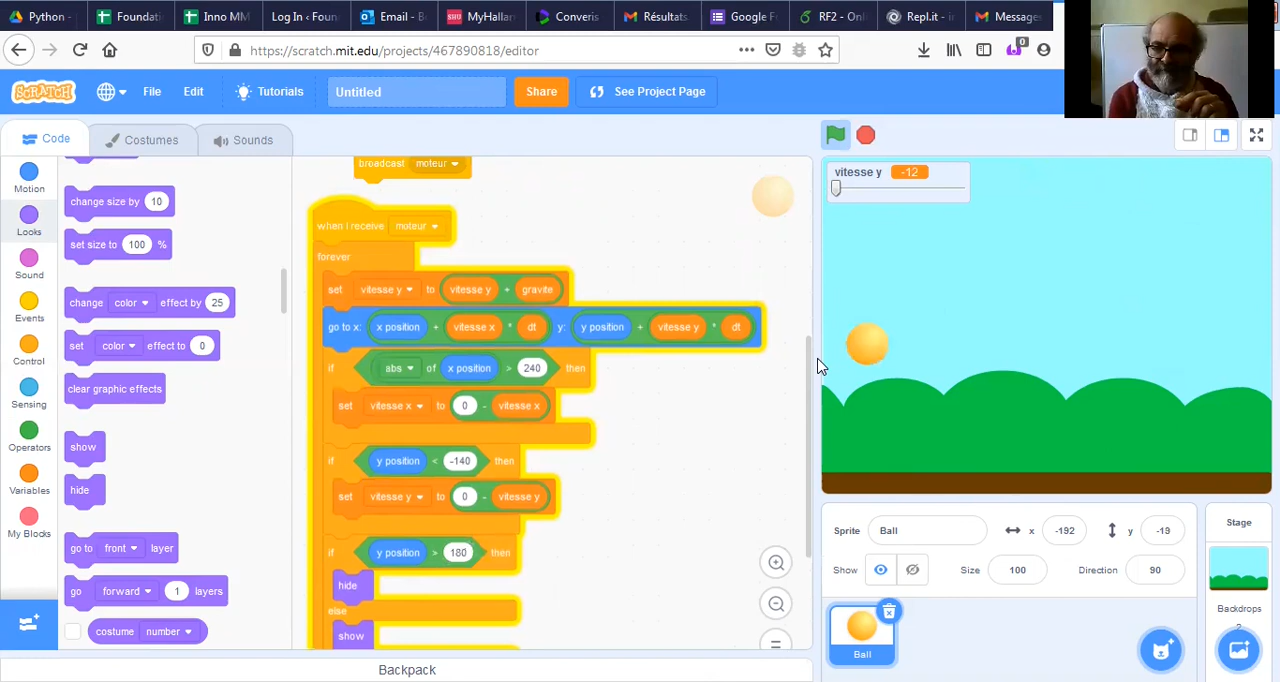 Python -
Foundati
Inno MM
Log In ‹ Foun
Email - B
MyHallar
Converis
Résultats
Google Fr
RF2 - Onli
Repl.it - i
Messages
https://scratch.mit.edu/projects/467890818/editor
0
SCRATCH
File
Edit
Tutorials
Untitled
Share
See Project Page
Code
Costumes
Sounds
Motion
Looks
Sound
Events
Control
Sensing
Operators
Variables
My Blocks
change size by 10
set size to 100 %
change color effect by 25
set color effect to 0
clear graphic effects
show
hide
go to front layer
go forward 1 layers
costume number
broadcast moteur
when I receive moteur
forever
set vitesse y to vitesse y + gravite
go to x: x position + vitesse x * dt y: y position + vitesse y * dt
if abs of x position > 240 then
set vitesse x to 0 - vitesse x
if y position < -140 then
set vitesse y to 0 - vitesse y
if y position > 180 then
hide
else
show
vitesse y -12
Sprite Ball x -192 y -19
Show Size 100 Direction 90
Ball
Stage
Backdrops
Backpack